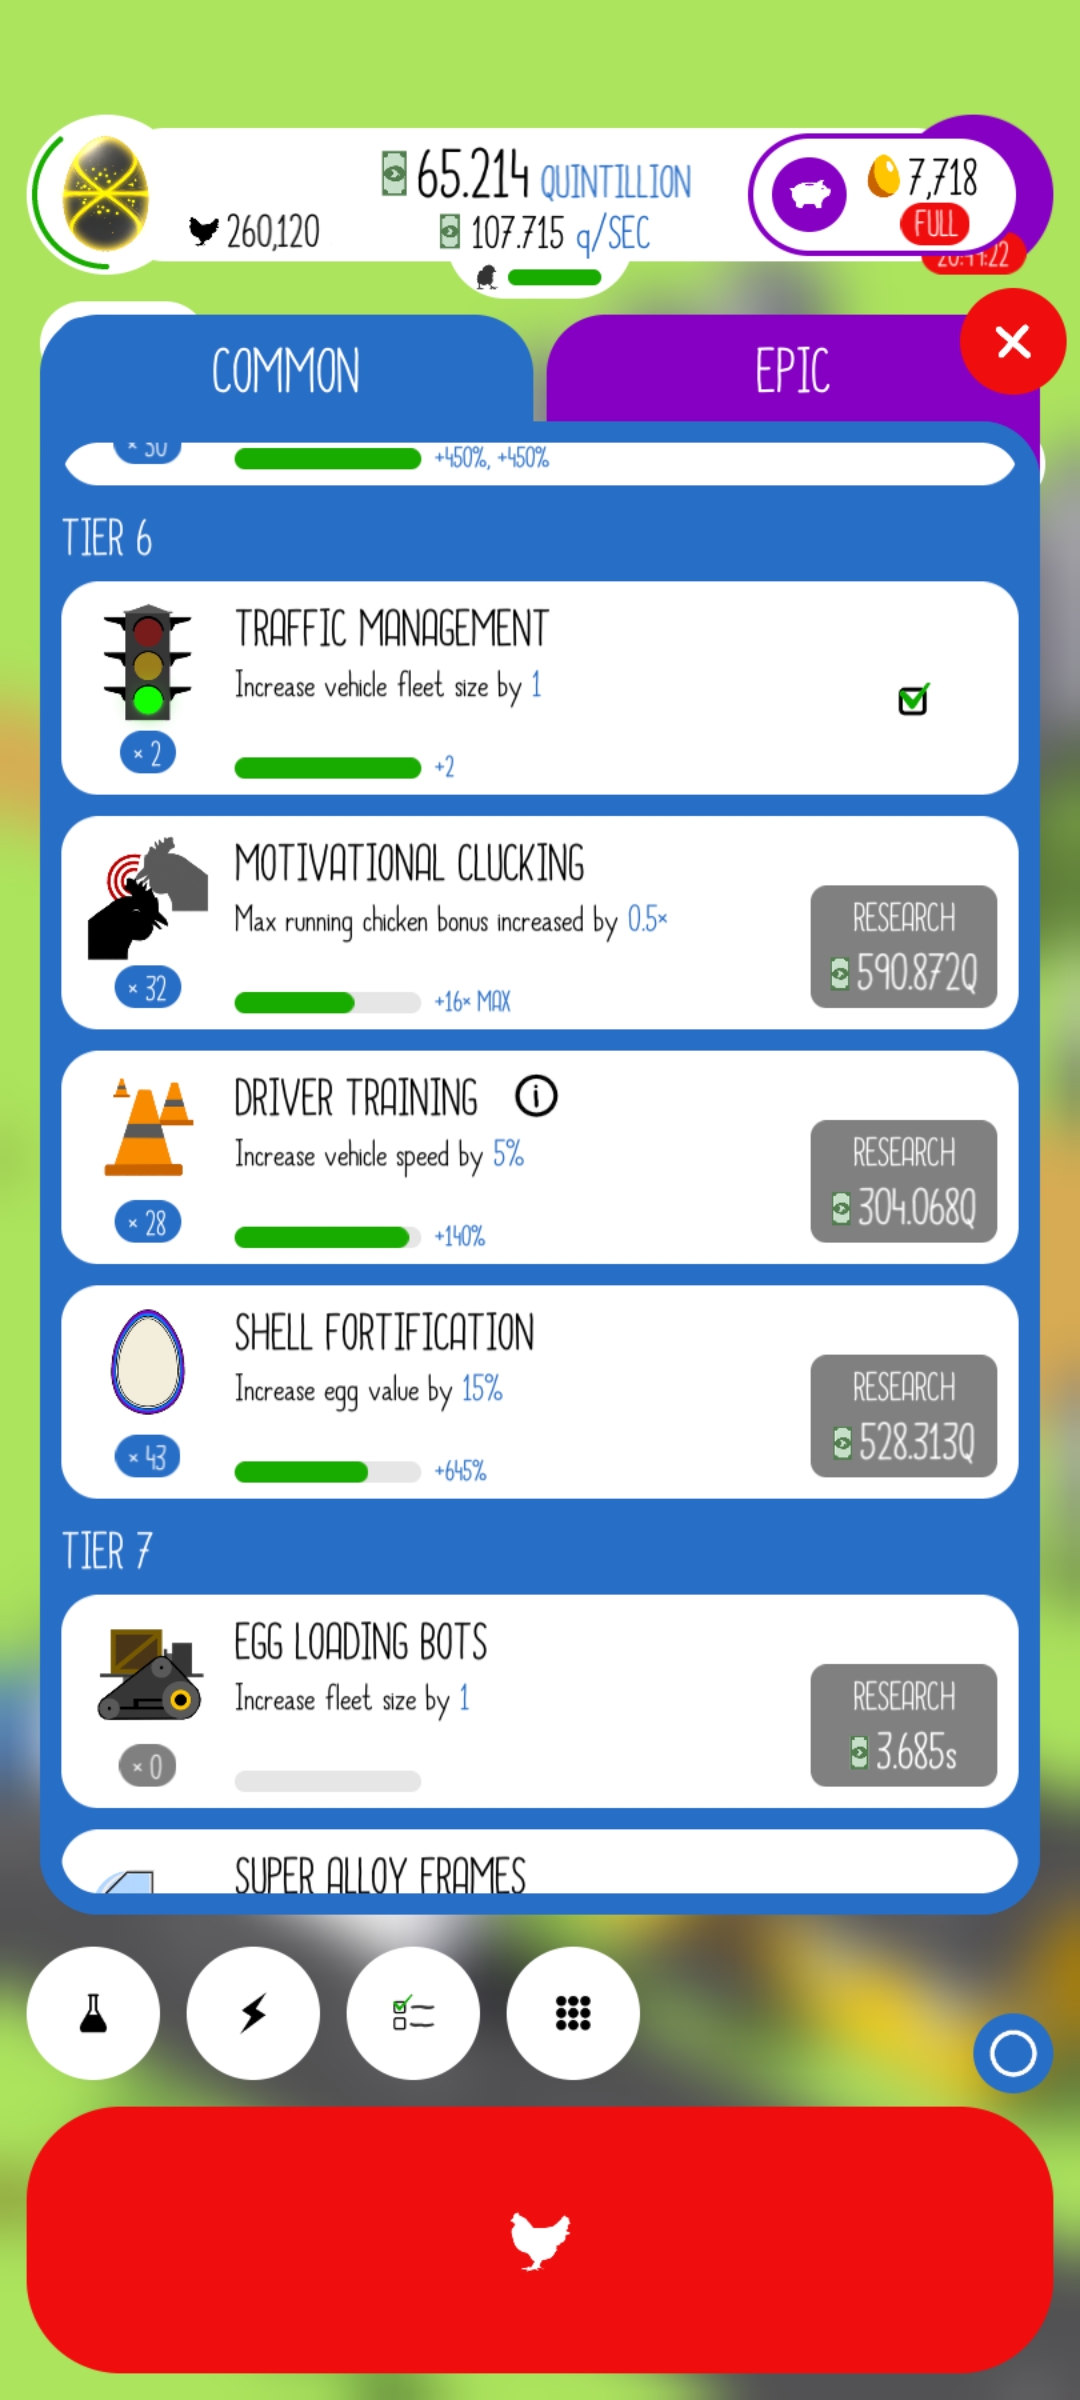 65.214 QUINTILLION
260,120
107.715 q/SEC
7,718
FULL
COMMON
EPIC
× 30
+450%, +450%
TIER 6
TRAFFIC MANAGEMENT
Increase vehicle fleet size by 1
× 2
+2
MOTIVATIONAL CLUCKING
Max running chicken bonus increased by 0.5×
RESEARCH
590.872Q
× 32
+16× MAX
DRIVER TRAINING
i
Increase vehicle speed by 5%
RESEARCH
304.068Q
× 28
+140%
SHELL FORTIFICATION
Increase egg value by 15%
RESEARCH
528.313Q
× 43
+645%
TIER 7
EGG LOADING BOTS
Increase fleet size by 1
RESEARCH
3.685s
× 0
SUPER ALLOY FRAMES